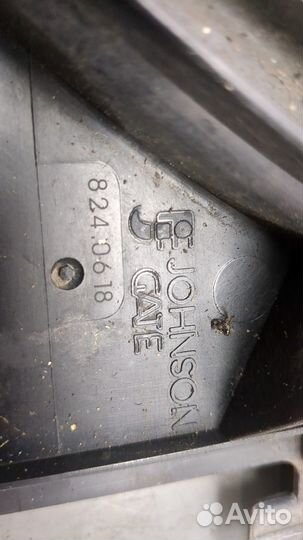 824.0618
JOHNSON
GATE
Avito